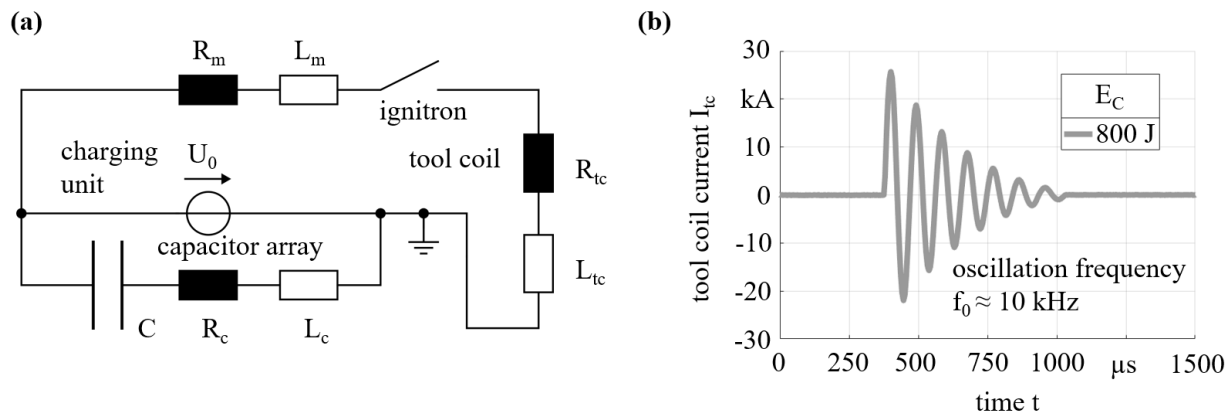 (a)
R_m
L_m
ignitron
charging
unit
U_0
tool coil
R_tc
capacitor array
L_tc
C
R_c
L_c
(b)
tool coil current I_tc
30
kA
10
0
-10
-20
-30
E_C
800 J
oscillation frequency
f_0 ≈ 10 kHz
0
250
500
750
1000
µs
1500
time t